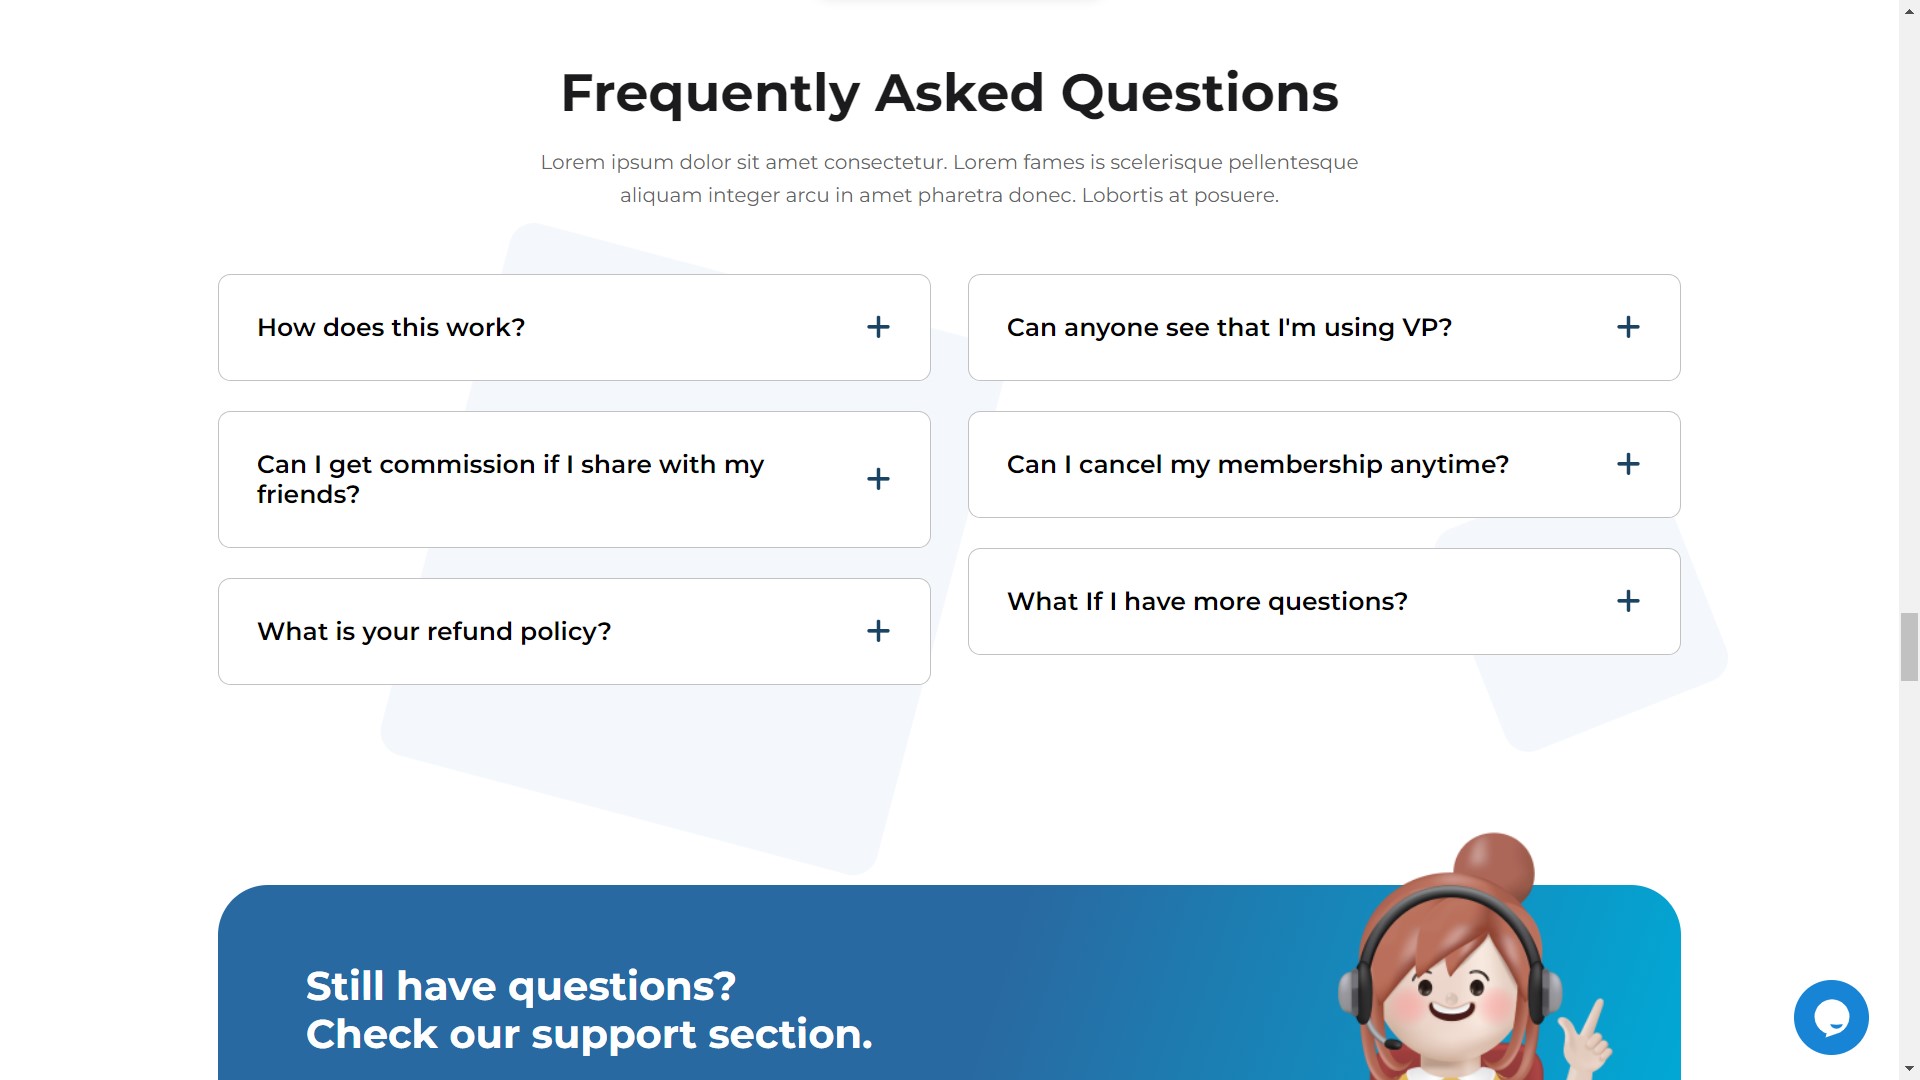 Frequently Asked Questions
Lorem ipsum dolor sit amet consectetur. Lorem fames is scelerisque pellentesque
aliquam integer arcu in amet pharetra donec. Lobortis at posuere.
How does this work?
Can I get commission if I share with my
friends?
What is your refund policy?
Can anyone see that I'm using VP?
Can I cancel my membership anytime?
What If I have more questions?
Still have questions?
Check our support section.